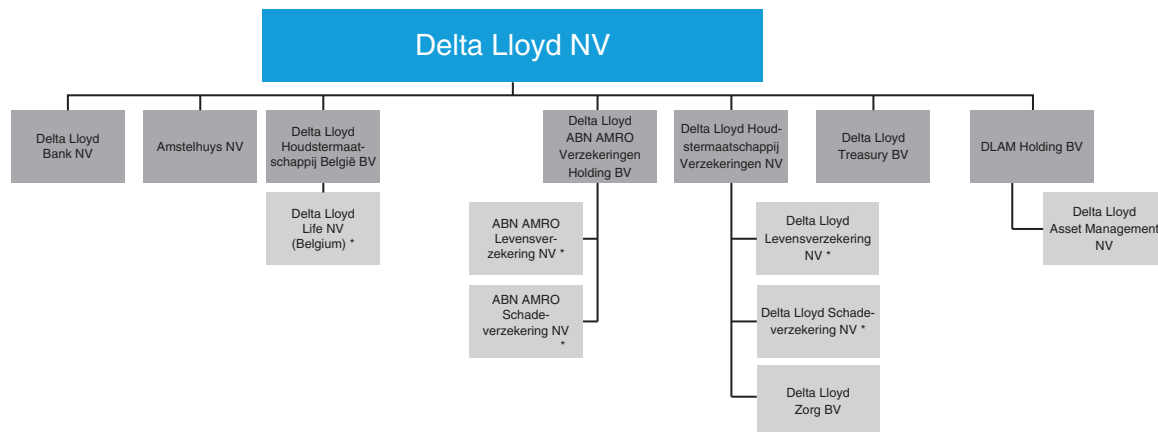 Delta Lloyd NV
Delta Lloyd
Bank NV
Amstelhuys NV
Delta Lloyd
Houdstermaat-
schappij België BV
Delta Lloyd
ABN AMRO
Verzekeringen
Holding BV
Delta Lloyd Houd-
stermaatschappij
Verzekeringen NV
Delta Lloyd
Treasury BV
DLAM Holding BV
Delta Lloyd
Life NV
(Belgium) *
ABN AMRO
Levensver-
zekering NV *
ABN AMRO
Schade-
verzekering NV
*
Delta Lloyd
Levensverzekering
NV *
Delta Lloyd Schade-
verzekering NV *
Delta Lloyd
Zorg BV
Delta Lloyd
Asset Management
NV